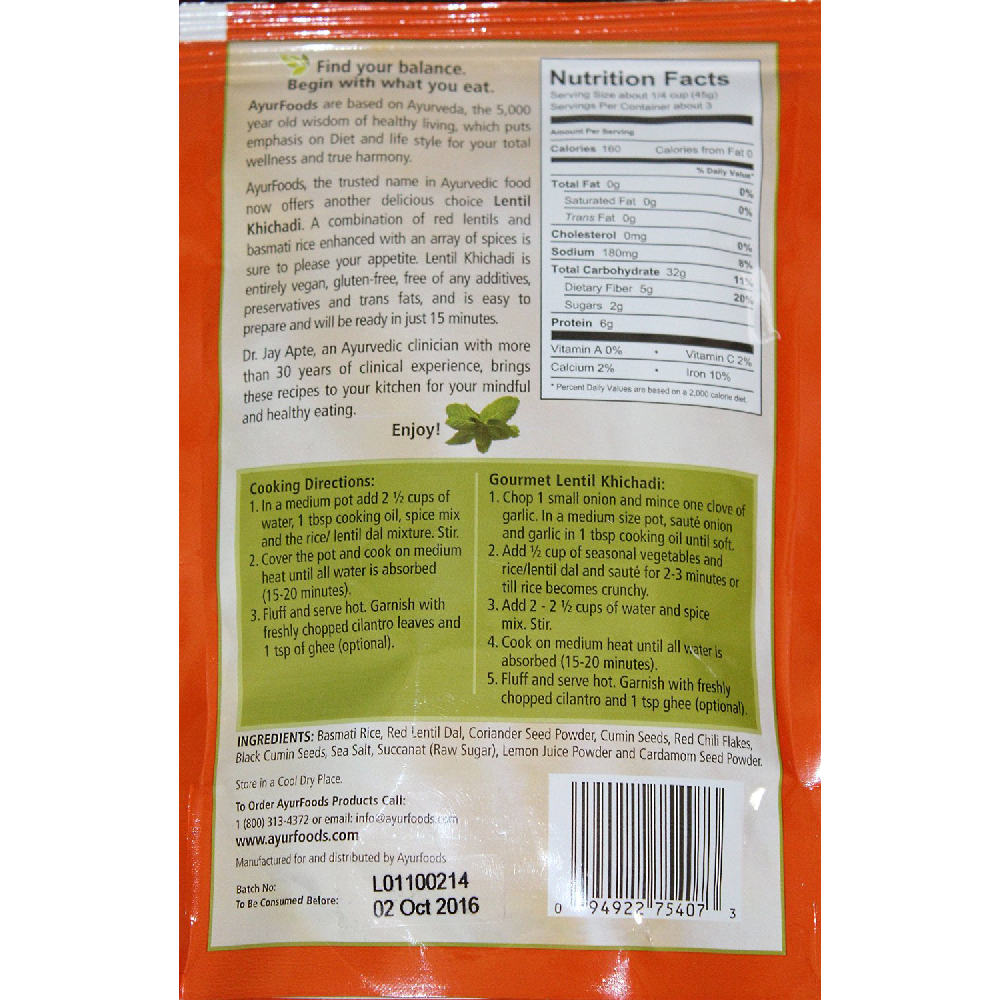 Find your balance.
Begin with what you eat.
AyurFoods are based on Ayurveda, the 5,000
year old wisdom of healthy living, which puts
emphasis on Diet and life style for your total
wellness and true harmony.
AyurFoods, the trusted name in Ayurvedic food
now offers another delicious choice Lentil
Khichadi. A combination of red lentils and
basmati rice enhanced with an array of spices is
sure to please your appetite. Lentil Khichadi is
entirely vegan, gluten-free, free of any additives,
preservatives and trans fats, and is easy to
prepare and will be ready in just 15 minutes.
Dr. Jay Apte, an Ayurvedic clinician with more
than 30 years of clinical experience, brings
these recipes to your kitchen for your mindful
and healthy eating.
Enjoy!
Nutrition Facts
Serving Size about 1/4 cup (45g)
Servings Per Container about 3
Amount Per Serving
Calories 160 Calories from Fat 0
% Daily Value*
Total Fat 0g 0%
Saturated Fat 0g 0%
Trans Fat 0g
Cholesterol 0mg 0%
Sodium 180mg 8%
Total Carbohydrate 32g 11%
Dietary Fiber 5g 20%
Sugars 2g
Protein 6g
Vitamin A 0% • Vitamin C 2%
Calcium 2% • Iron 10%
* Percent Daily Values are based on a 2,000 calorie diet.
Cooking Directions:
1. In a medium pot add 2 ½ cups of
water, 1 tbsp cooking oil, spice mix
and the rice/ lentil dal mixture. Stir.
2. Cover the pot and cook on medium
heat until all water is absorbed
(15-20 minutes).
3. Fluff and serve hot. Garnish with
freshly chopped cilantro leaves and
1 tsp of ghee (optional).
Gourmet Lentil Khichadi:
1. Chop 1 small onion and mince one clove of
garlic. In a medium size pot, sauté onion
and garlic in 1 tbsp cooking oil until soft.
2. Add ½ cup of seasonal vegetables and
rice/lentil dal and sauté for 2-3 minutes or
till rice becomes crunchy.
3. Add 2 - 2 ½ cups of water and spice
mix. Stir.
4. Cook on medium heat until all water is
absorbed (15-20 minutes).
5. Fluff and serve hot. Garnish with freshly
chopped cilantro and 1 tsp ghee (optional).
INGREDIENTS: Basmati Rice, Red Lentil Dal, Coriander Seed Powder, Cumin Seeds, Red Chili Flakes,
Black Cumin Seeds, Sea Salt, Succanat (Raw Sugar), Lemon Juice Powder and Cardamom Seed Powder.
Store in a Cool Dry Place.
To Order AyurFoods Products Call:
1 (800) 313-4372 or email: info@ayurfoods.com
www.ayurfoods.com
Manufactured for and distributed by Ayurfoods
Batch No: L01100214
To Be Consumed Before: 02 Oct 2016
0 94922 75407 3